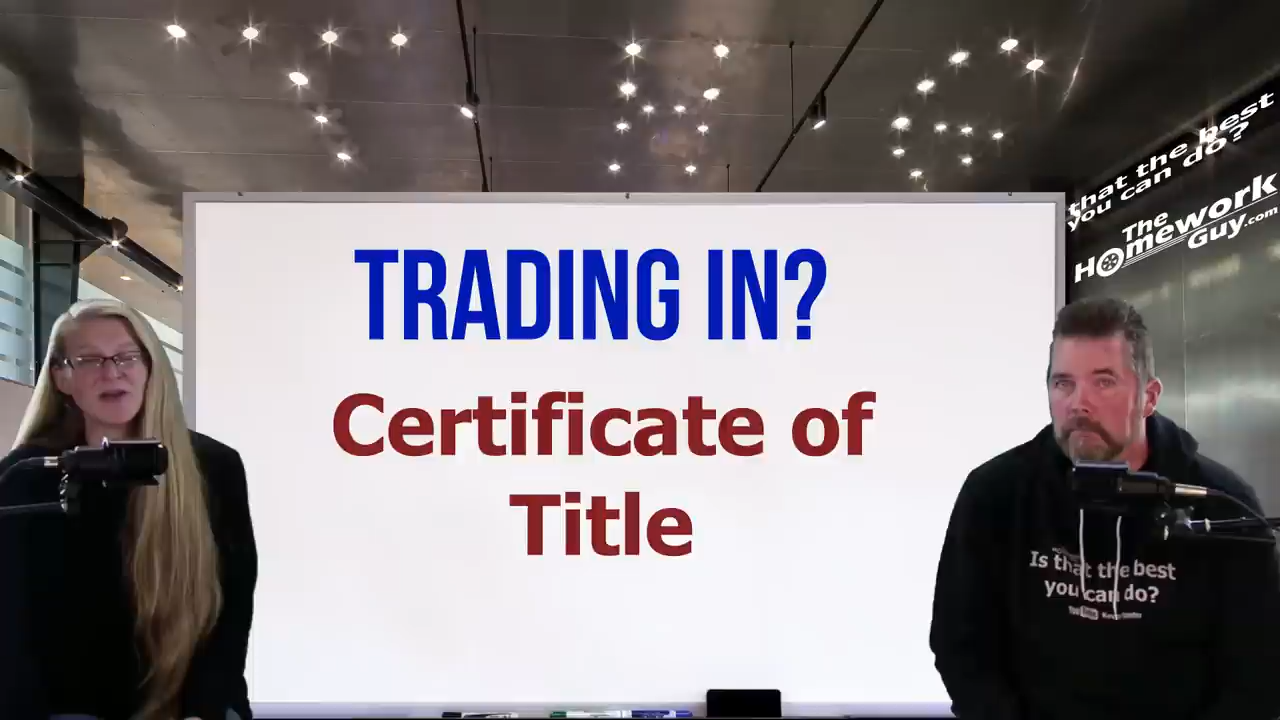 that the best
you can do?
The
Homework
Guy.com
TRADING IN?
Certificate of
Title
Is that the best
you can do?